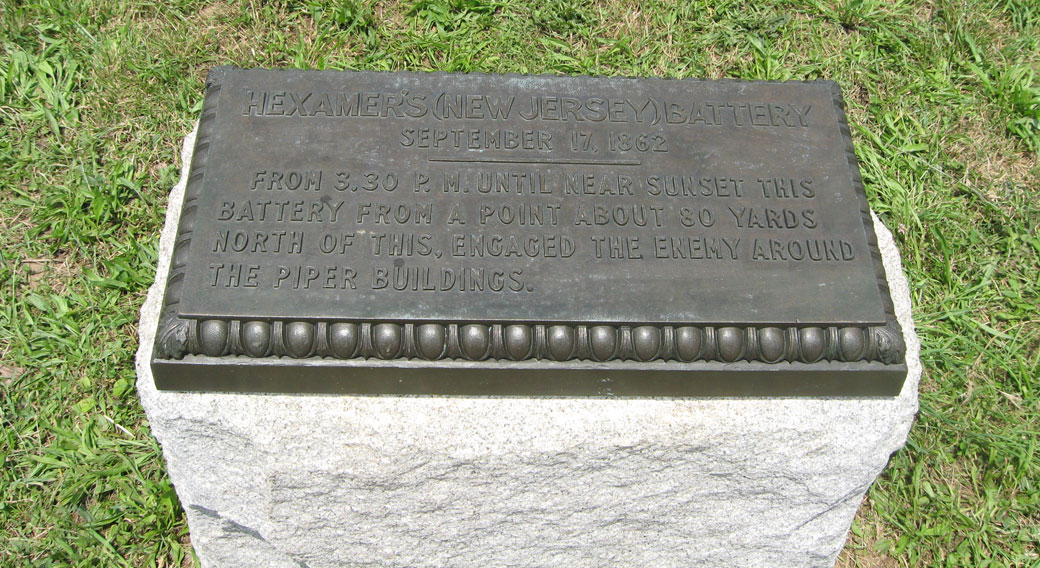 HEXAMER'S (NEW JERSEY) BATTERY
SEPTEMBER 17, 1862
FROM 3.30 P. M. UNTIL NEAR SUNSET THIS
BATTERY FROM A POINT ABOUT 80 YARDS
NORTH OF THIS, ENGAGED THE ENEMY AROUND
THE PIPER BUILDINGS.